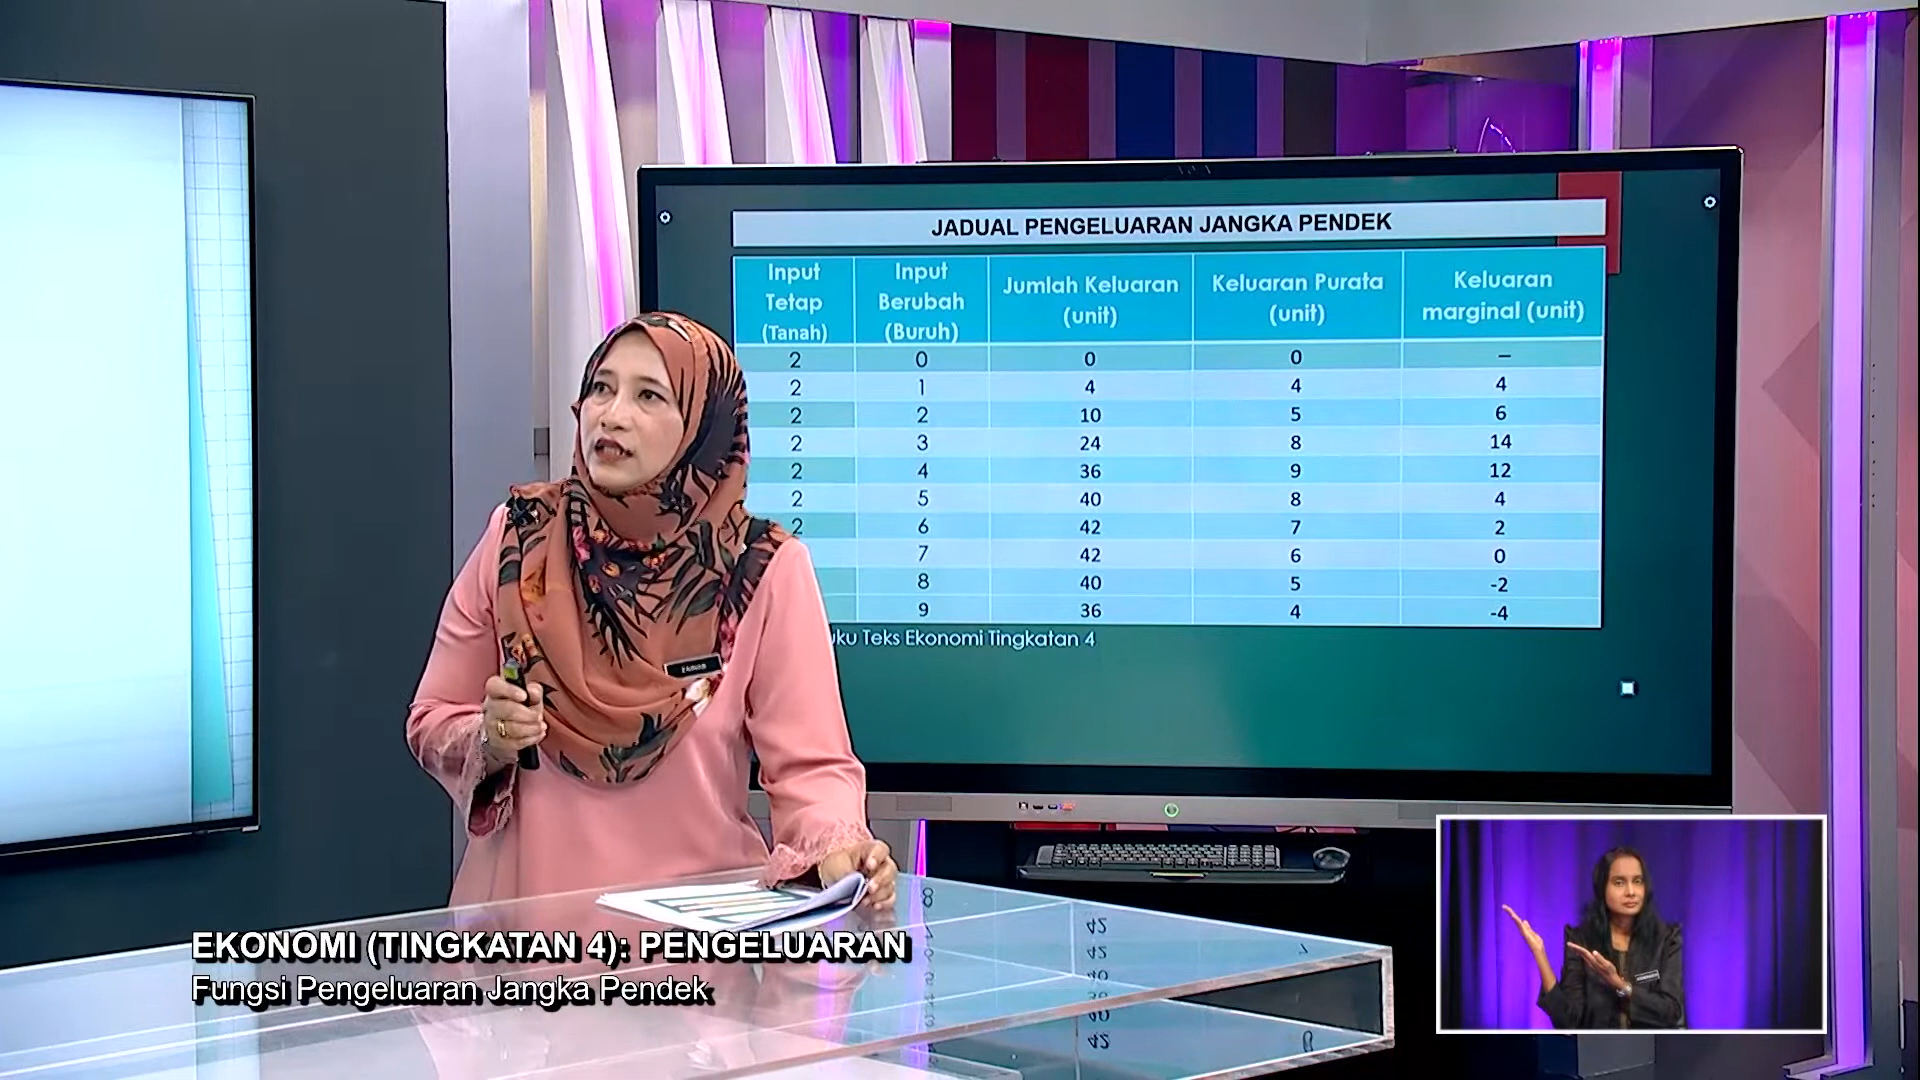 JADUAL PENGELUARAN JANGKA PENDEK
Input Tetap (Tanah) Input Berubah (Buruh) Jumlah Keluaran (unit) Keluaran Purata (unit) Keluaran marginal (unit)
2 0 0 0 –
2 1 4 4 4
2 2 10 5 6
2 3 24 8 14
2 4 36 9 12
2 5 40 8 4
2 6 42 7 2
7 42 6 0
8 40 5 -2
9 36 4 -4
Teks Ekonomi Tingkatan 4
EKONOMI (TINGKATAN 4): PENGELUARAN
Fungsi Pengeluaran Jangka Pendek